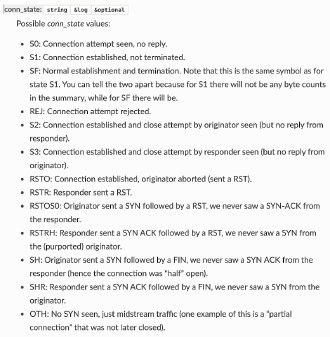 conn_state: string &log &optional
Possible conn_state values:
• S0: Connection attempt seen, no reply.
• S1: Connection established, not terminated.
• SF: Normal establishment and termination. Note that this is the same symbol as for
state S1. You can tell the two apart because for S1 there will not be any byte counts
in the summary, while for SF there will be.
• REJ: Connection attempt rejected.
• S2: Connection established and close attempt by originator seen (but no reply from
responder).
• S3: Connection established and close attempt by responder seen (but no reply from
originator).
• RSTO: Connection established, originator aborted (sent a RST).
• RSTR: Responder sent a RST.
• RSTOS0: Originator sent a SYN followed by a RST, we never saw a SYN-ACK from
the responder.
• RSTRH: Responder sent a SYN ACK followed by a RST, we never saw a SYN from
the (purported) originator.
• SH: Originator sent a SYN followed by a FIN, we never saw a SYN ACK from the
responder (hence the connection was "half" open).
• SHR: Responder sent a SYN ACK followed by a FIN, we never saw a SYN from the
originator.
• OTH: No SYN seen, just midstream traffic (one example of this is a "partial
connection" that was not later closed).